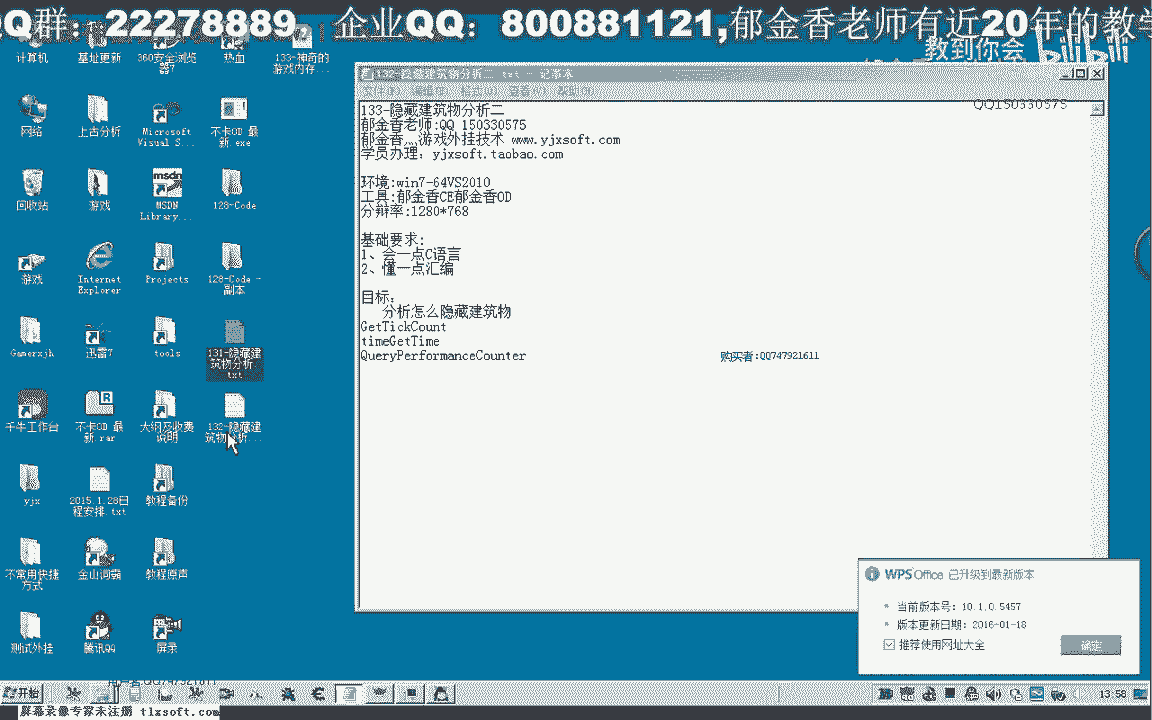 QQ群：22278889 企业QQ：800881121,郁金香老师有近20年的教学
教到你会 bilibili
计算机
基址更新
360安全浏览器7
热血
133-神奇的游戏内存...
网络
上古分析
Microsoft Visual S...
不卡OD 最新.exe
回收站
游戏
MSDN Library...
128-Code
游戏
Internet Explorer
Projects
128-Code - 副本
Gamerxjh
迅雷7
tools
131-隐藏建筑物分析.txt
千牛工作台
不卡OD 最新.rar
大纲及收费说明
132-隐藏建筑物分析...
yjx
2015.1.28日程安排.txt
教程备份
不常用快捷方式
金山词霸
教程原声
测试外挂
腾讯QQ
屏录
132-隐藏建筑物分析二.txt - 记事本
文件(F) 编辑(E) 格式(O) 查看(V) 帮助(H)
QQ150330575
133-隐藏建筑物分析二
郁金香老师:QQ 150330575
郁金香灬游戏外挂技术 www.yjxsoft.com
学员办理：yjxsoft.taobao.com
环境:win7-64VS2010
工具:郁金香CE郁金香OD
分辩率:1280*768
基础要求:
1、会一点C语言
2、懂一点汇编
目标：
分析怎么隐藏建筑物
GetTickCount
timeGetTime
QueryPerformanceCounter
购买者:QQ747921611
WPS Office 已升级到最新版本
当前版本号：10.1.0.5457
版本更新日期：2016-01-18
推荐使用网址大全
确定
开始
13:58
屏幕录像专家未注册 tlxsoft.com